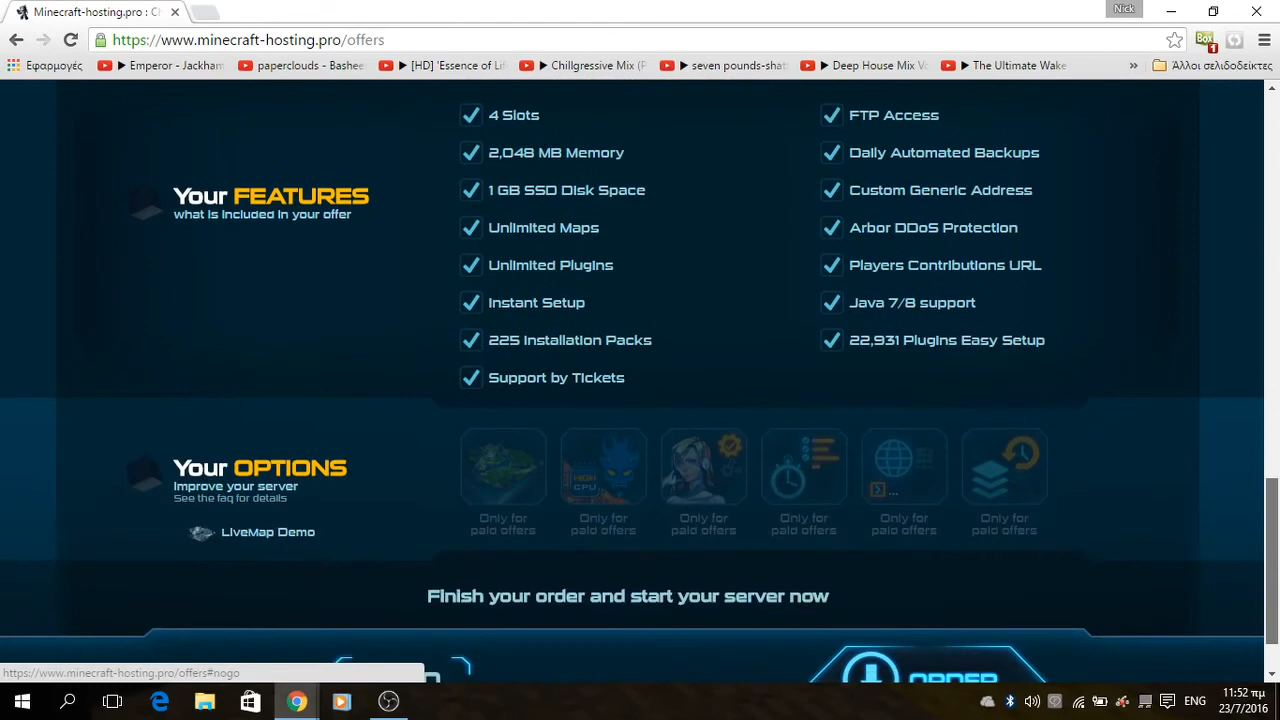 Minecraft-hosting.pro : Ch
Nick
https://www.minecraft-hosting.pro/offers
Εφαρμογές
Emperor - Jackham
paperclouds - Bashee
[HD] 'Essence of Lif
Chillgressive Mix (P
seven pounds-shat
Deep House Mix Vo
The Ultimate Wake
»
Άλλοι σελιδοδείκτες
4 Slots
FTP Access
2,048 MB Memory
Daily Automated Backups
Your FEATURES
what is included in your offer
1 GB SSD Disk Space
Custom Generic Address
Unlimited Maps
Arbor DDoS Protection
Unlimited Plugins
Players Contributions URL
Instant Setup
Java 7/8 support
225 Installation Packs
22,931 Plugins Easy Setup
Support by Tickets
Your OPTIONS
Improve your server
See the faq for details
LiveMap Demo
HIGH
CPU
Only for
paid offers
Only for
paid offers
Only for
paid offers
Only for
paid offers
Only for
paid offers
Only for
paid offers
Finish your order and start your server now
ORDER
https://www.minecraft-hosting.pro/offers#nogo
ENG
11:52 πμ
23/7/2016